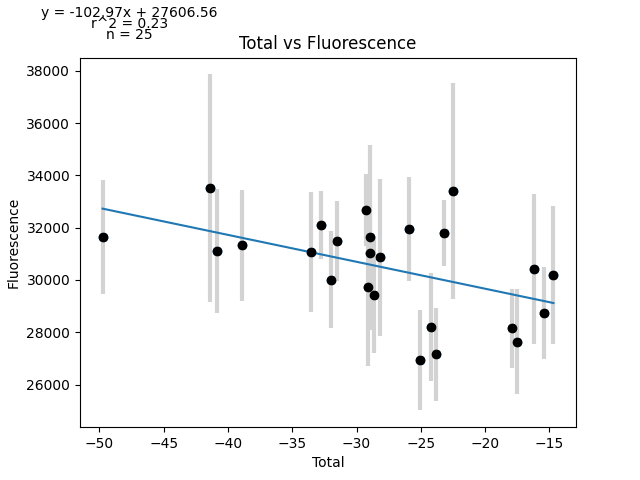 y = -102.97x + 27606.56
r^2 = 0.23
n = 25
Total vs Fluorescence
38000
36000
34000
32000
30000
28000
26000
Fluorescence
−50
−45
−40
−35
−30
−25
−20
−15
Total